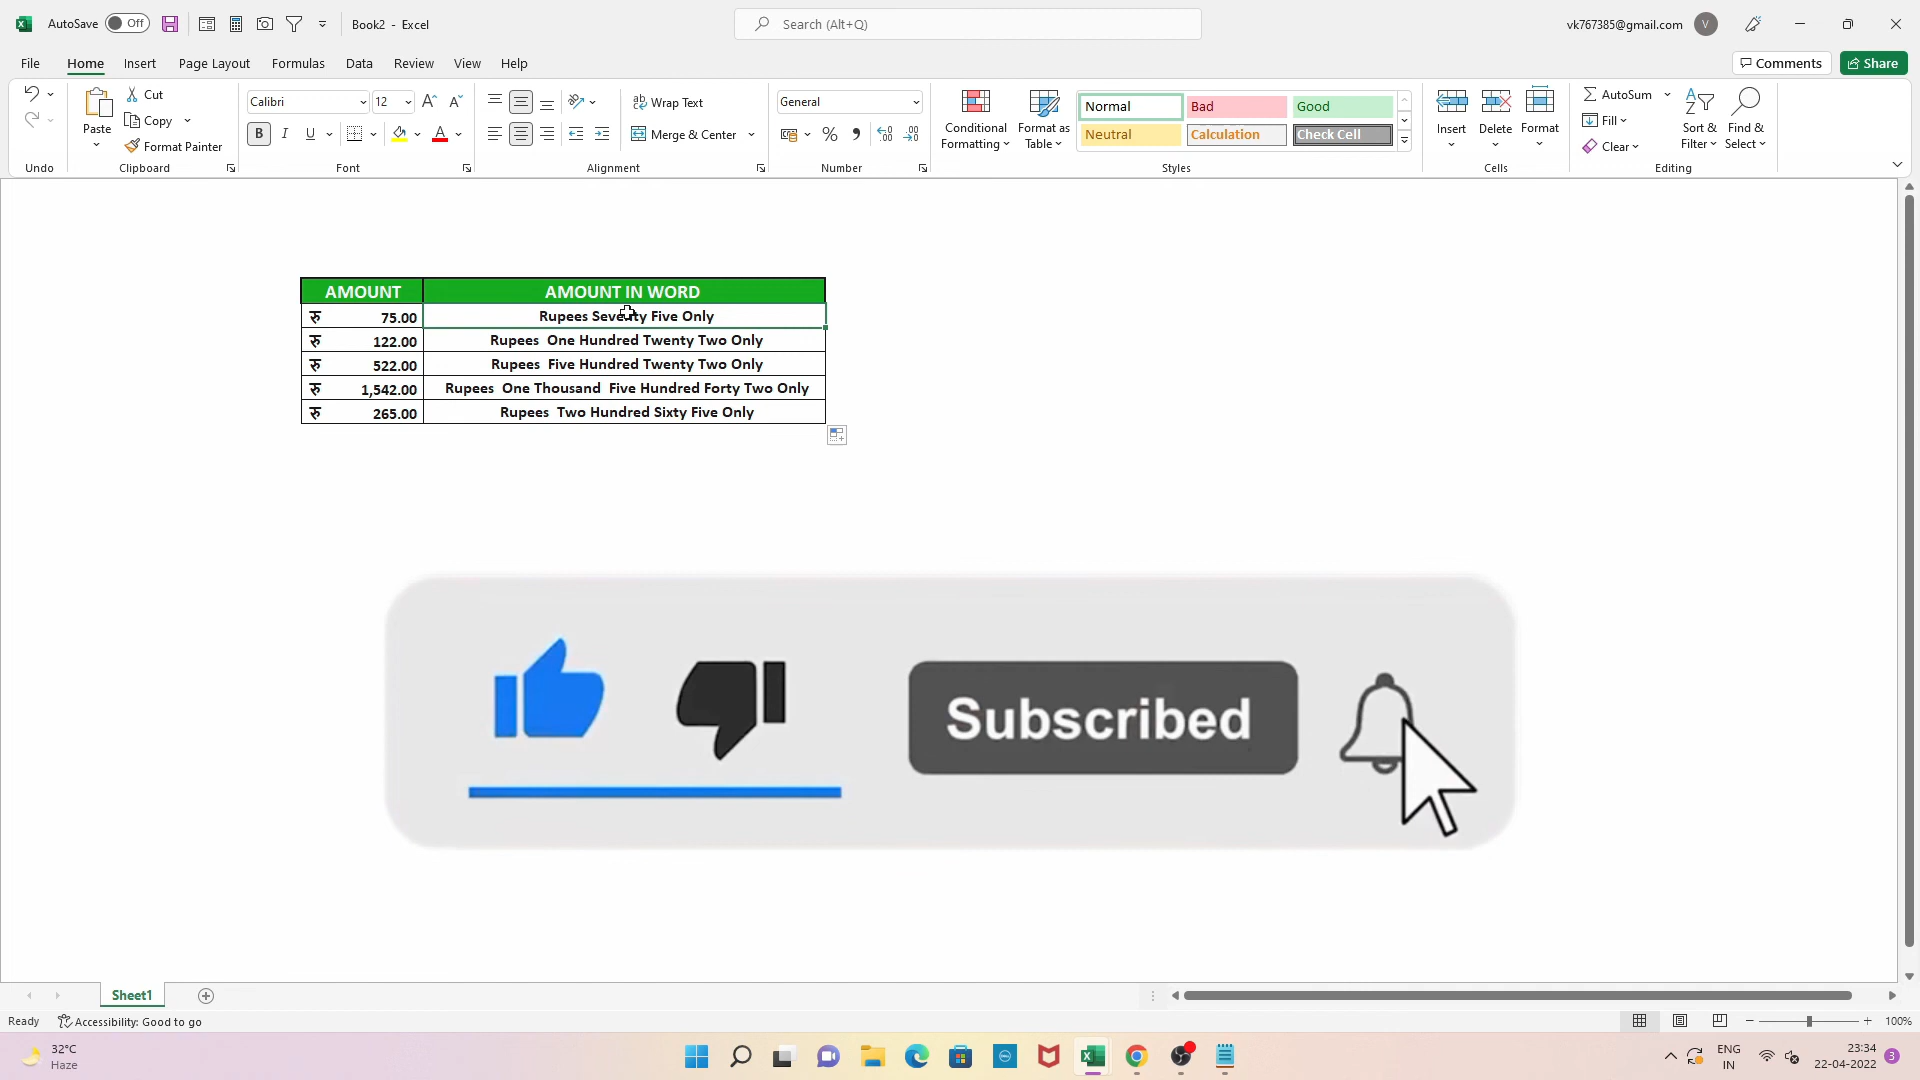 AutoSave Off Book2 - Excel Search (Alt+Q) vk767385@gmail.com V
File Home Insert Page Layout Formulas Data Review View Help Comments Share
Undo
Paste Cut Copy Format Painter
Clipboard
Calibri 12
B I U A
Font
Wrap Text
Merge & Center
Alignment
General
%
Number
Conditional Formatting
Format as Table
Normal Bad Good
Neutral Calculation Check Cell
Styles
Insert Delete Format
Cells
AutoSum
Fill
Clear
Sort & Filter
Find & Select
Editing
AMOUNT AMOUNT IN WORD
रु 75.00 Rupees Seventy Five Only
रु 122.00 Rupees One Hundred Twenty Two Only
रु 522.00 Rupees Five Hundred Twenty Two Only
रु 1,542.00 Rupees One Thousand Five Hundred Forty Two Only
रु 265.00 Rupees Two Hundred Sixty Five Only
Subscribed
Sheet1
Ready Accessibility: Good to go 100%
32°C
Haze
ENG
IN
23:34
22-04-2022
3